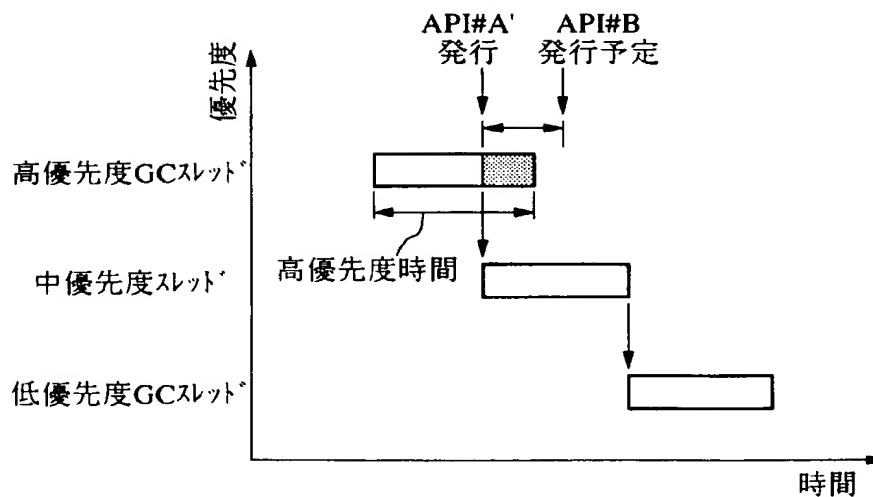 API#A' API#B
発行 発行予定
優先度
高優先度GCｽﾚｯﾄﾞ
高優先度時間
中優先度ｽﾚｯﾄﾞ
低優先度GCｽﾚｯﾄﾞ
時間